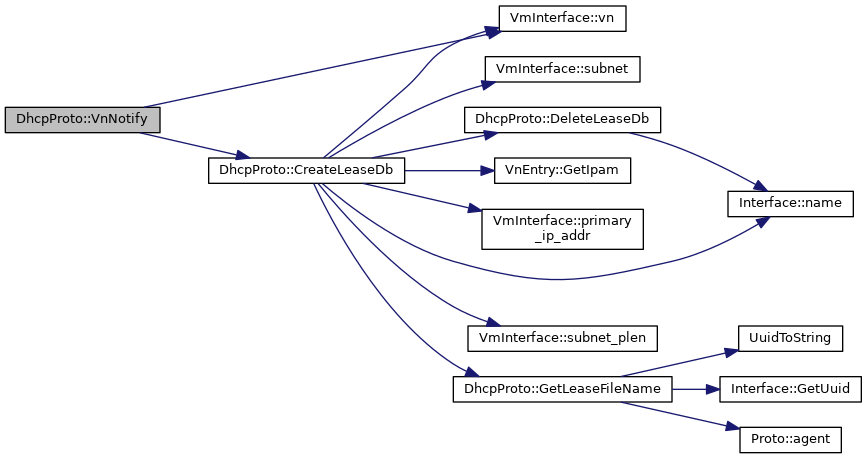 VmInterface::vn
VmInterface::subnet
DhcpProto::VnNotify
DhcpProto::DeleteLeaseDb
DhcpProto::CreateLeaseDb
VnEntry::GetIpam
Interface::name
VmInterface::primary
_ip_addr
VmInterface::subnet_plen
UuidToString
DhcpProto::GetLeaseFileName
Interface::GetUuid
Proto::agent